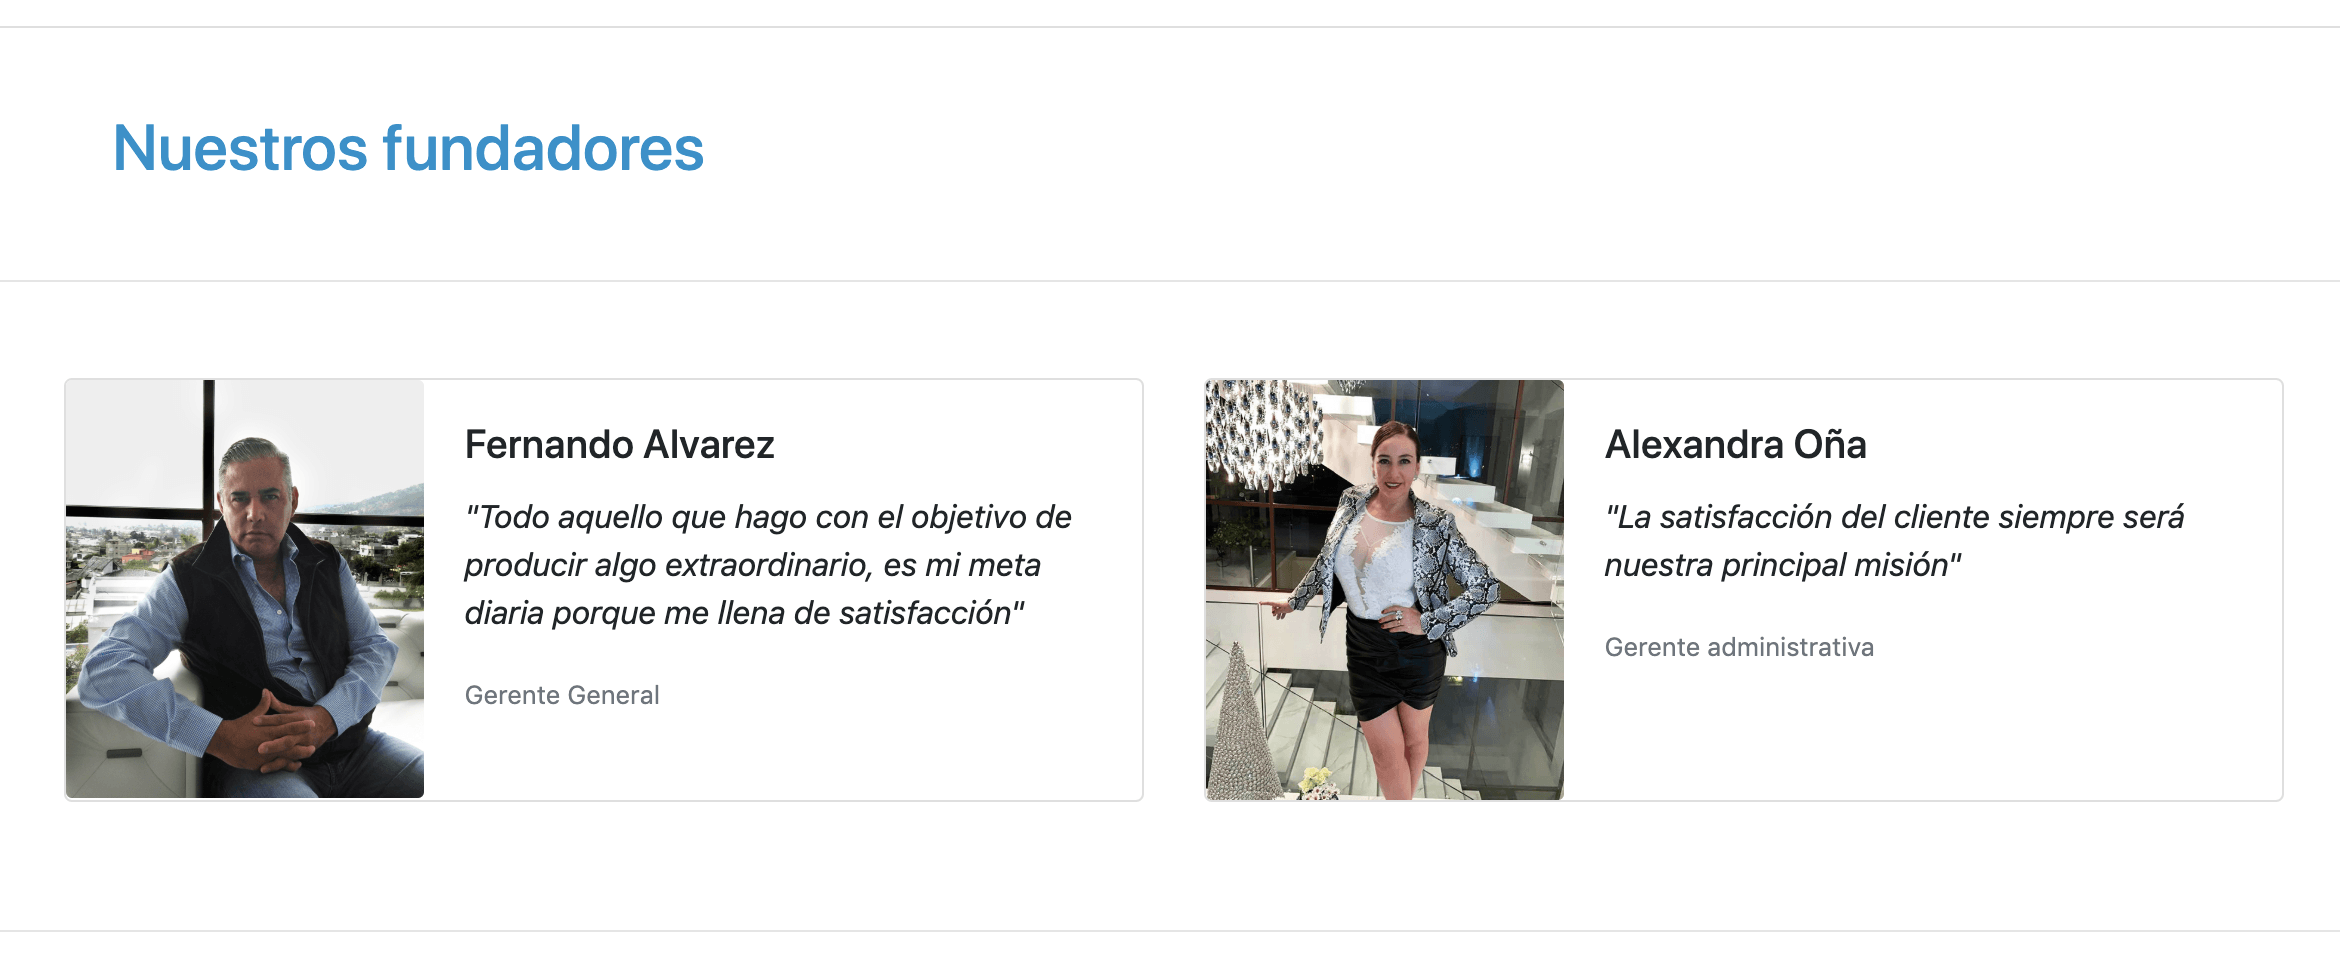 Nuestros fundadores
Fernando Alvarez
"Todo aquello que hago con el objetivo de
producir algo extraordinario, es mi meta
diaria porque me llena de satisfacción"
Gerente General
Alexandra Oña
"La satisfacción del cliente siempre será
nuestra principal misión"
Gerente administrativa